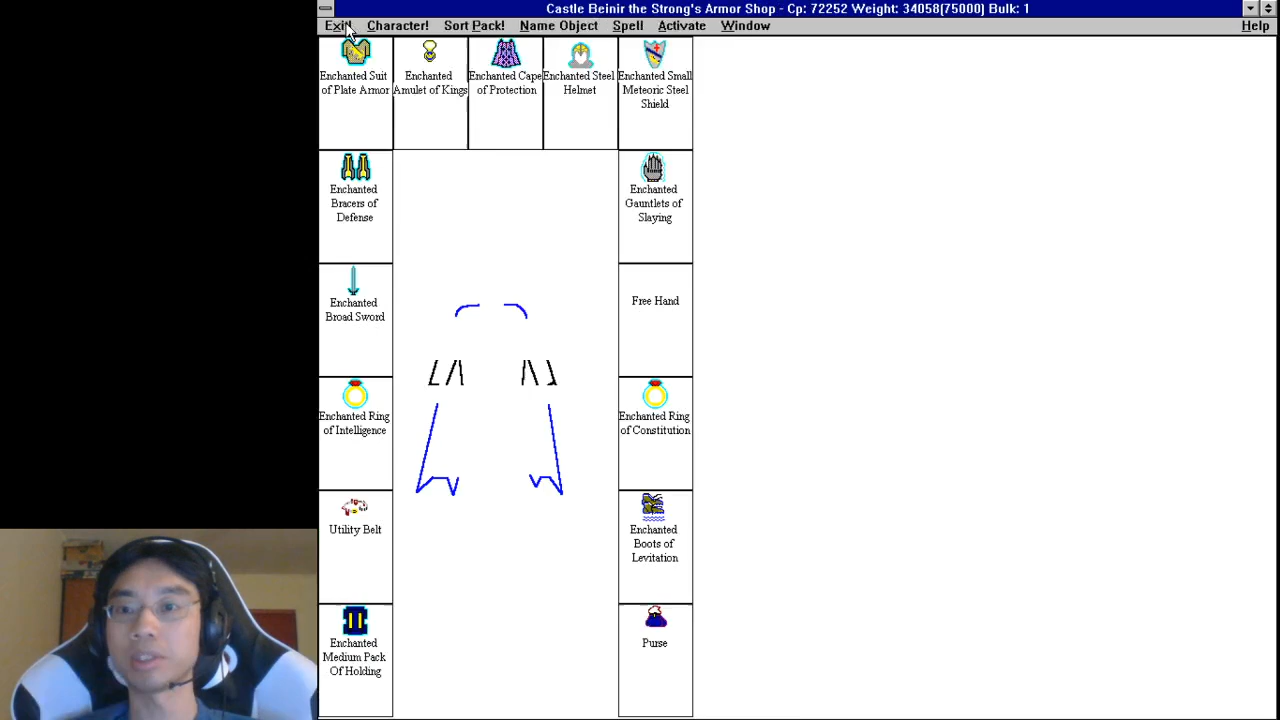 Castle Beinir the Strong's Armor Shop - Cp: 72252 Weight: 34058(75000) Bulk: 1
Exit! Character! Sort Pack! Name Object Spell Activate Window Help
Enchanted Suit
of Plate Armor
Enchanted
Amulet of Kings
Enchanted Cape
of Protection
Enchanted Steel
Helmet
Enchanted Small
Meteoric Steel
Shield
Enchanted
Bracers of
Defense
Enchanted
Gauntlets of
Slaying
Enchanted
Broad Sword
Free Hand
Enchanted Ring
of Intelligence
Enchanted Ring
of Constitution
Utility Belt
Enchanted
Boots of
Levitation
Enchanted
Medium Pack
Of Holding
Purse